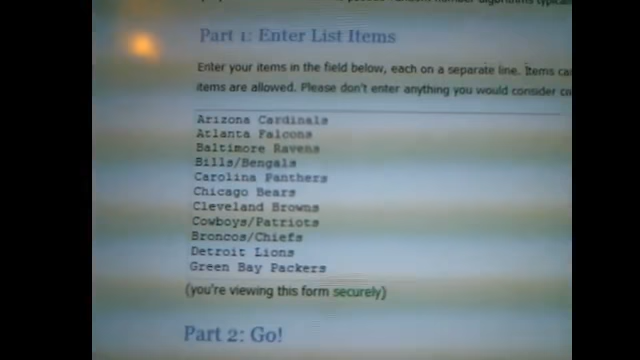 Part 1: Enter List Items
Enter your items in the field below, each on a separate line. Items
items are allowed. Please don't enter anything you would consider
Arizona Cardinals
Atlanta Falcons
Baltimore Ravens
Bills/Bengals
Carolina Panthers
Chicago Bears
Cleveland Browns
Cowboys/Patriots
Broncos/Chiefs
Detroit Lions
Green Bay Packers
(you're viewing this form securely)
Part 2: Go!